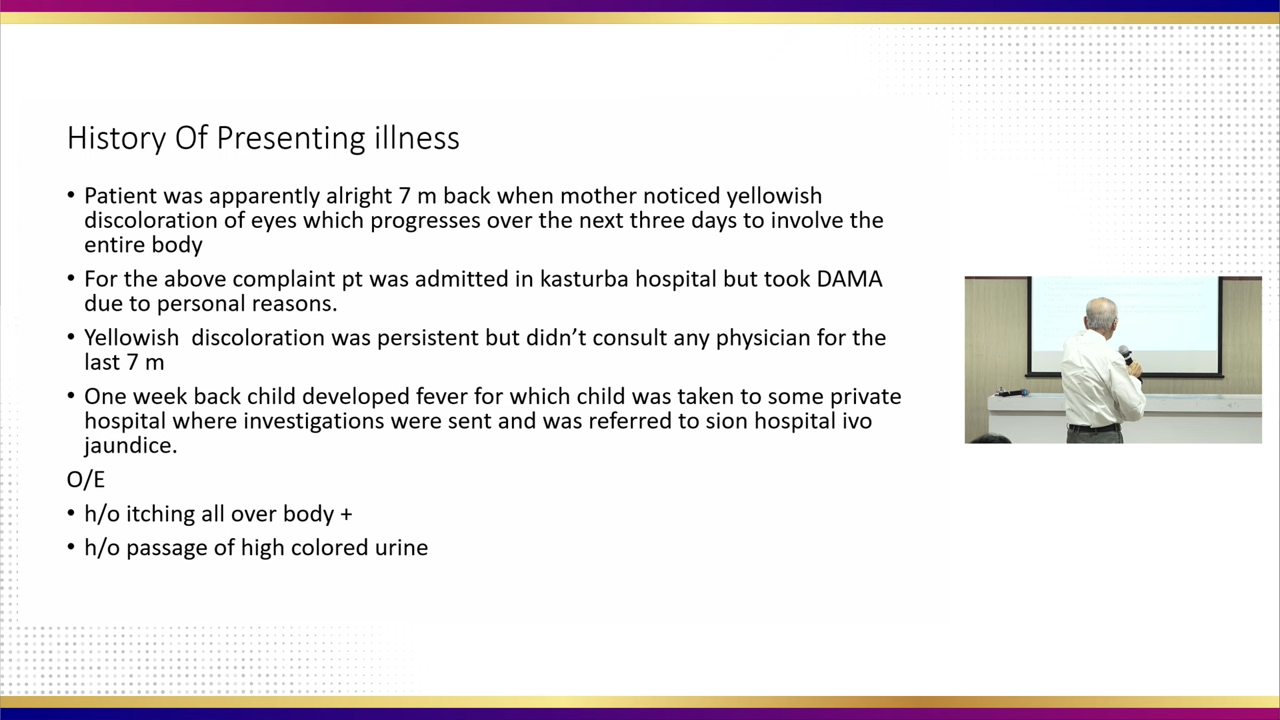 History Of Presenting illness
• Patient was apparently alright 7 m back when mother noticed yellowish
discoloration of eyes which progresses over the next three days to involve the
entire body
• For the above complaint pt was admitted in kasturba hospital but took DAMA
due to personal reasons.
• Yellowish  discoloration was persistent but didn’t consult any physician for the
last 7 m
• One week back child developed fever for which child was taken to some private
hospital where investigations were sent and was referred to sion hospital ivo
jaundice.
O/E
• h/o itching all over body +
• h/o passage of high colored urine